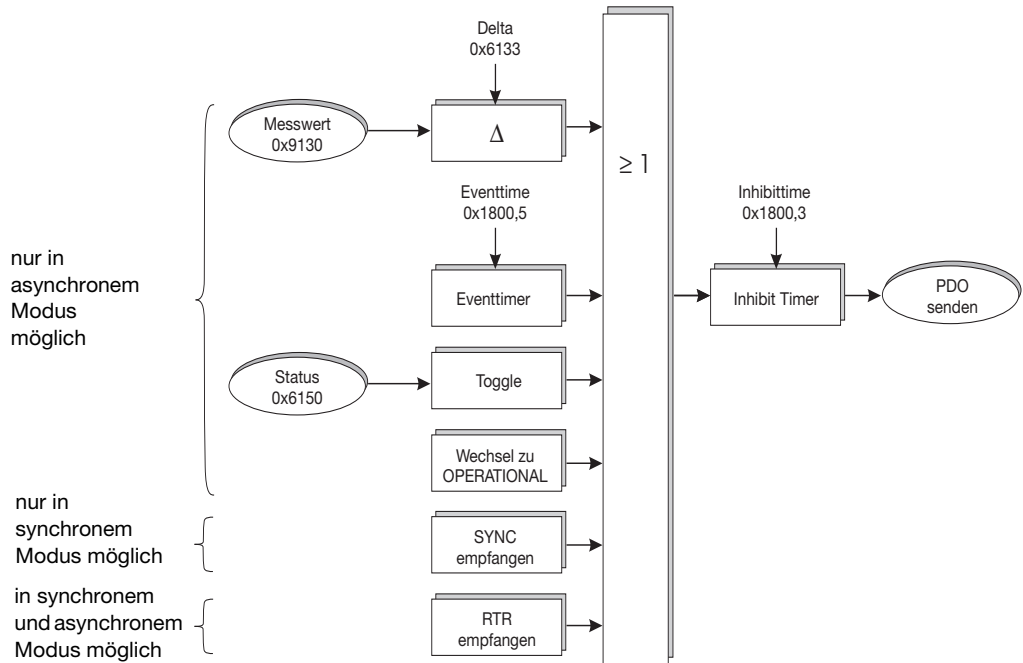 Delta
0x6133
Messwert
0x9130
Δ
≥ 1
Eventtime
0x1800,5
Inhibittime
0x1800,3
nur in
asynchronem
Modus
möglich
Eventtimer
Inhibit Timer
PDO
senden
Status
0x6150
Toggle
Wechsel zu
OPERATIONAL
nur in
synchronem
Modus möglich
SYNC
empfangen
in synchronem
und asynchronem
Modus möglich
RTR
empfangen